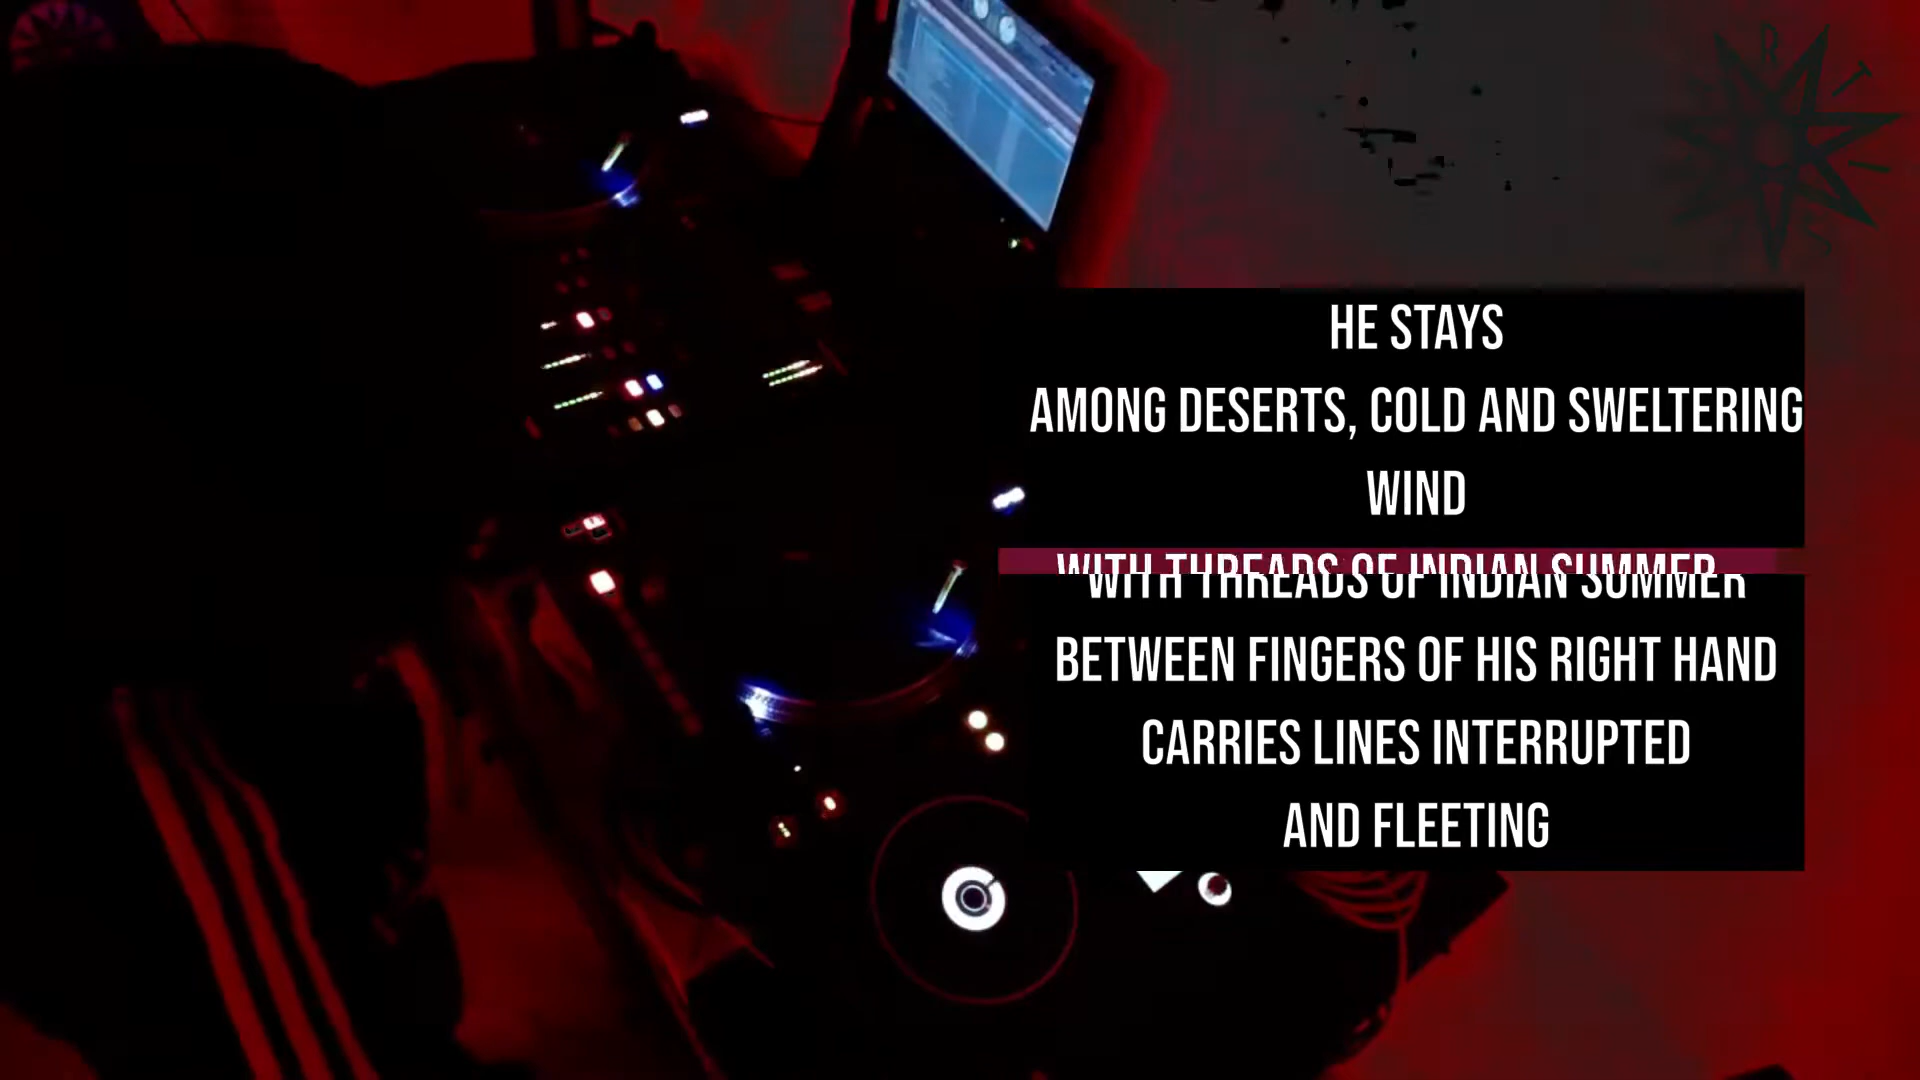 R
T
S
HE STAYS
AMONG DESERTS, COLD AND SWELTERING
WIND
WITH THREADS OF INDIAN SUMMER
BETWEEN FINGERS OF HIS RIGHT HAND
CARRIES LINES INTERRUPTED
AND FLEETING